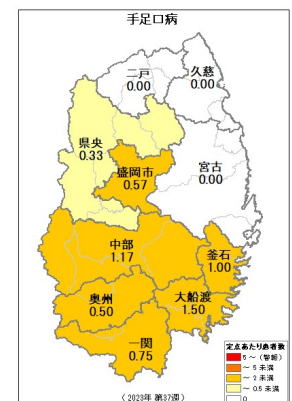 手足口病
二戸
0.00
久慈
0.00
県央
0.33
盛岡市
0.57
宮古
0.00
中部
1.17
釜石
1.00
奥州
0.50
大船渡
1.50
一関
0.75
定点あたり患者数
5～（警報）
～ 5 未満
～ 2 未満
～ 0.5 未満
0
（2023年 第37週）